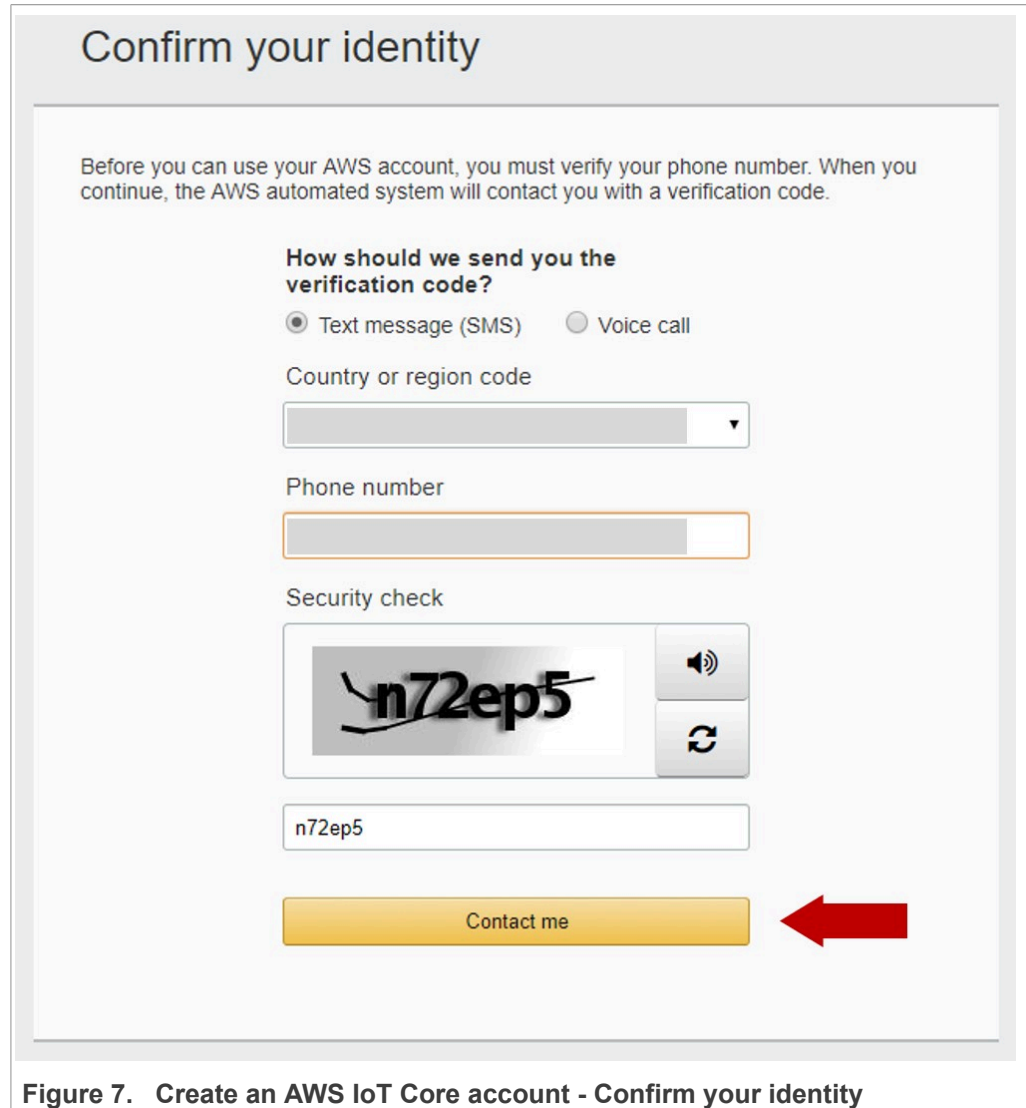 Confirm your identity
Before you can use your AWS account, you must verify your phone number. When you
continue, the AWS automated system will contact you with a verification code.
How should we send you the
verification code?
Text message (SMS) Voice call
Country or region code
Phone number
Security check
n72ep5
n72ep5
Contact me
Figure 7. Create an AWS IoT Core account - Confirm your identity